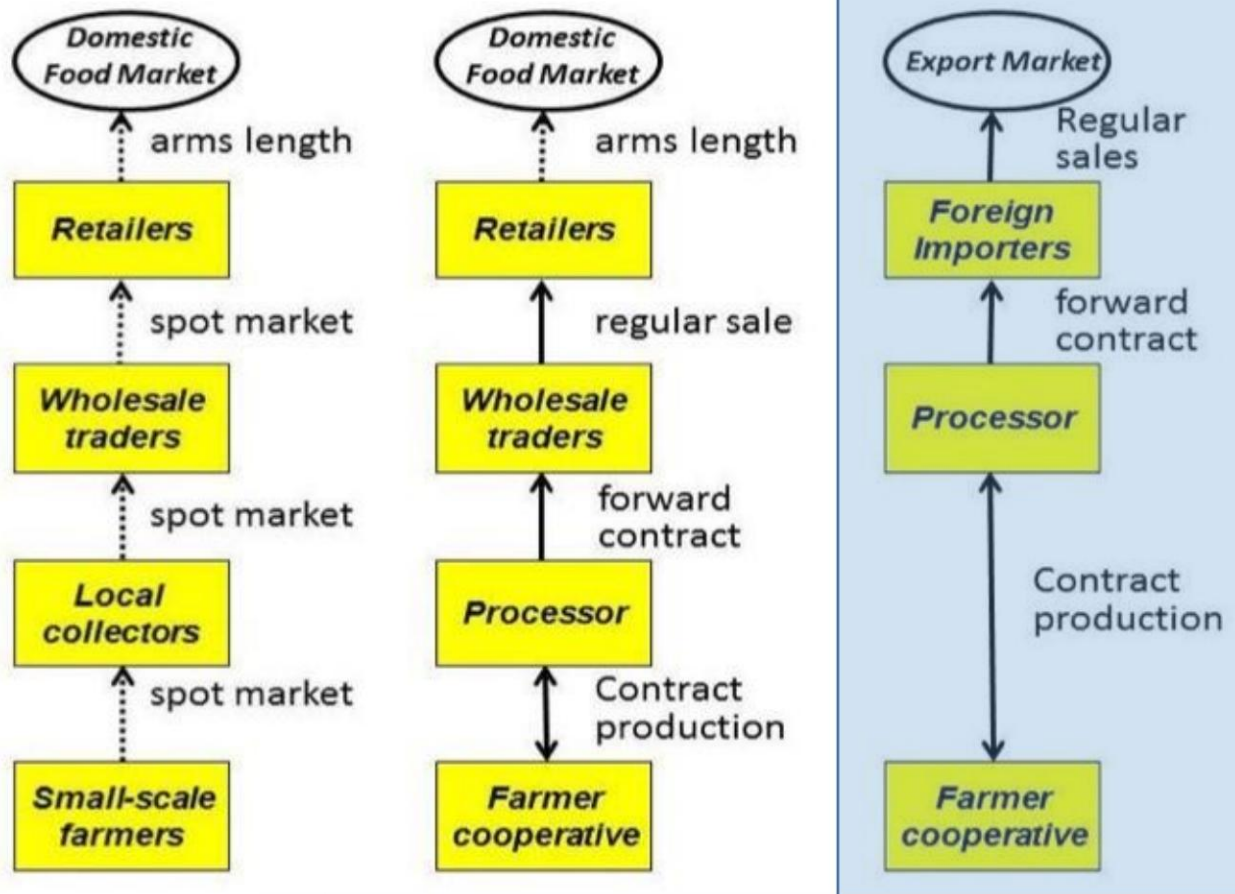 Domestic
Food Market
arms length
Retailers
spot market
Wholesale
traders
spot market
Local
collectors
spot market
Small-scale
farmers
Domestic
Food Market
arms length
Retailers
regular sale
Wholesale
traders
forward
contract
Processor
Contract
production
Farmer
cooperative
Export Market
Regular
sales
Foreign
Importers
forward
contract
Processor
Contract
production
Farmer
cooperative